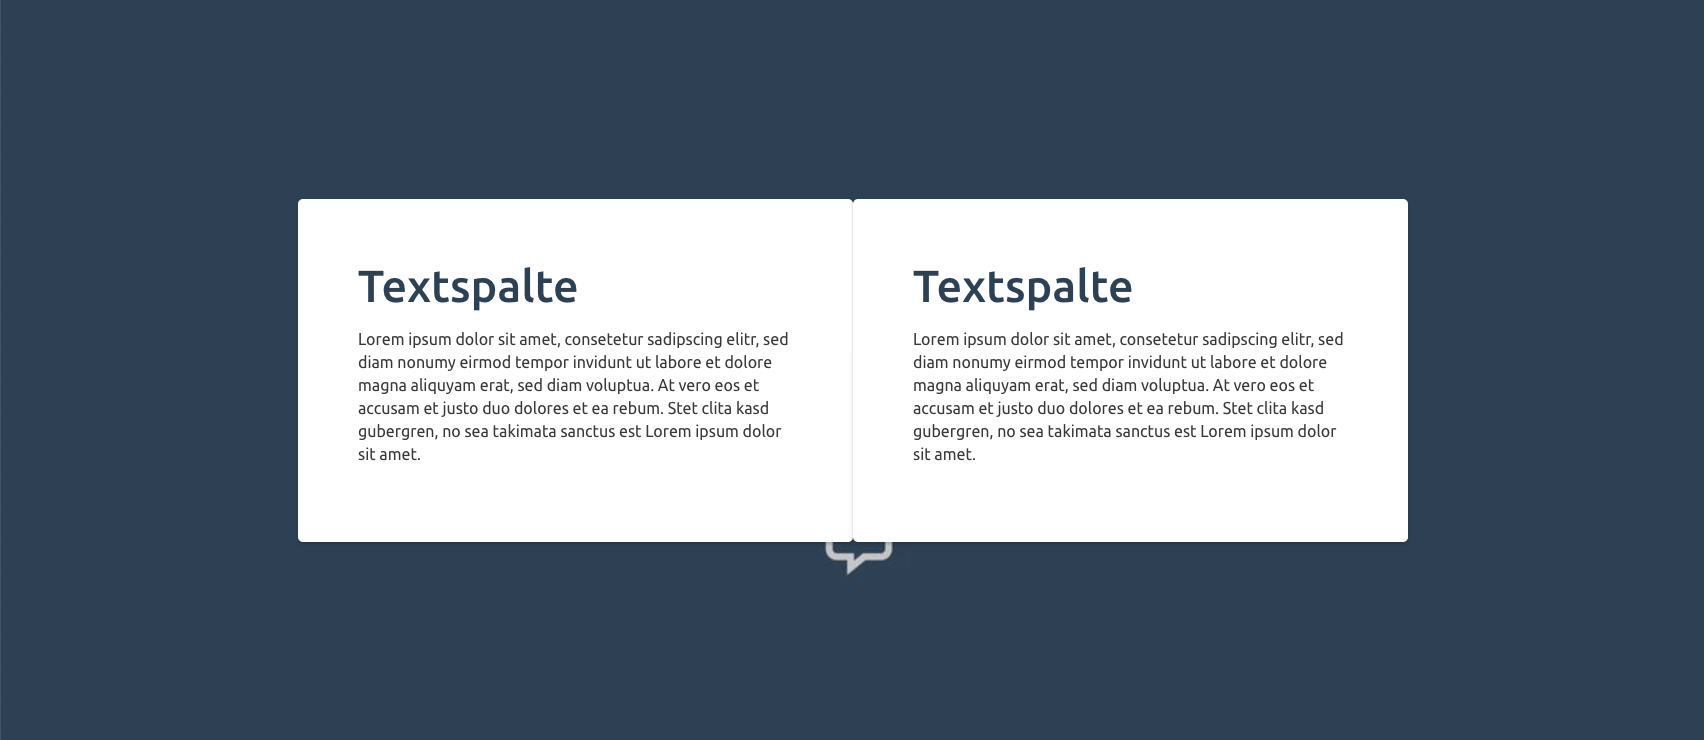 Textspalte
Lorem ipsum dolor sit amet, consetetur sadipscing elitr, sed
diam nonumy eirmod tempor invidunt ut labore et dolore
magna aliquyam erat, sed diam voluptua. At vero eos et
accusam et justo duo dolores et ea rebum. Stet clita kasd
gubergren, no sea takimata sanctus est Lorem ipsum dolor
sit amet.
Textspalte
Lorem ipsum dolor sit amet, consetetur sadipscing elitr, sed
diam nonumy eirmod tempor invidunt ut labore et dolore
magna aliquyam erat, sed diam voluptua. At vero eos et
accusam et justo duo dolores et ea rebum. Stet clita kasd
gubergren, no sea takimata sanctus est Lorem ipsum dolor
sit amet.